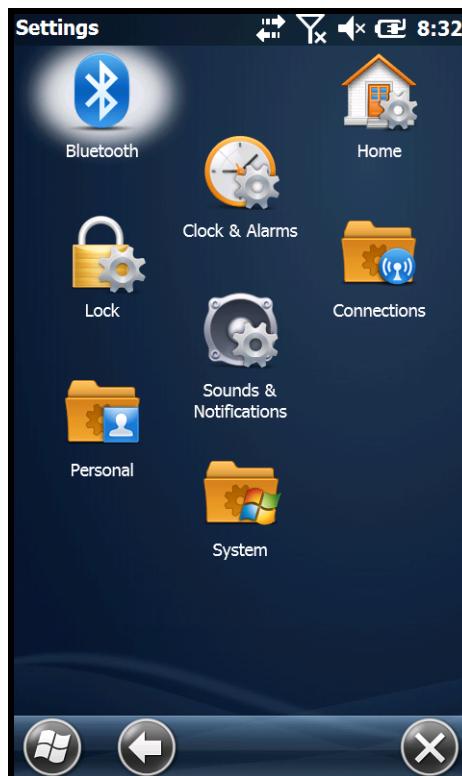 Settings 8:32
Bluetooth
Home
Clock & Alarms
Lock
Connections
Sounds &
Notifications
Personal
System